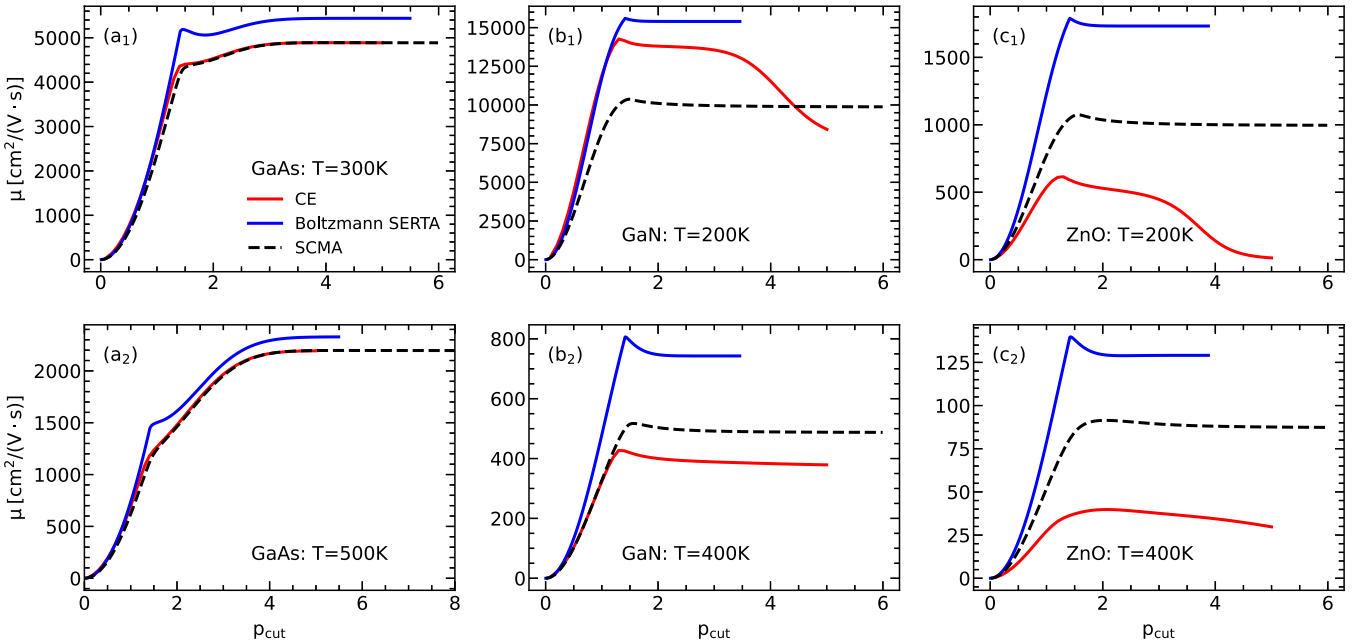 (a₁)
μ [cm²/(V · s)]
5000
4000
3000
2000
1000
0
GaAs: T=300K
CE
Boltzmann SERTA
SCMA
0 2 4 6
(b₁)
15000
12500
10000
7500
5000
2500
0
GaN: T=200K
0 2 4 6
(c₁)
1500
1000
500
0
ZnO: T=200K
0 2 4 6
(a₂)
μ [cm²/(V · s)]
2000
1500
1000
500
0
GaAs: T=500K
0 2 4 6 8
p_cut
(b₂)
800
600
400
200
0
GaN: T=400K
0 2 4 6
p_cut
(c₂)
125
100
75
50
25
0
ZnO: T=400K
0 2 4 6
p_cut